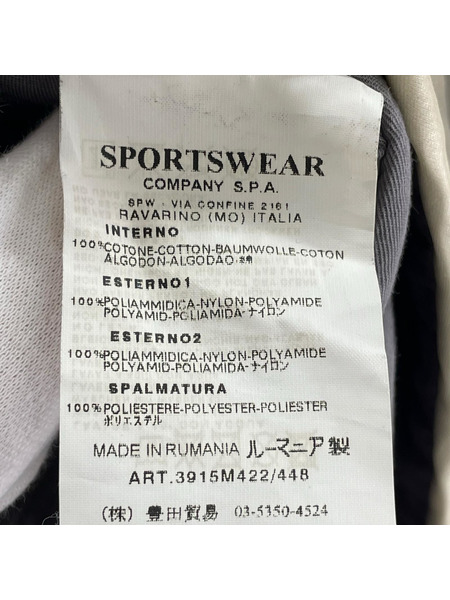 SPORTSWEAR
COMPANY S.P.A.
SPW - VIA CONFINE 2161
RAVARINO (MO) ITALIA
INTERNO
100% COTONE-COTTON-BAUMWOLLE-COTON
ALGODON-ALGODAO-綿
ESTERNO1
100% POLIAMMIDICA-NYLON-POLYAMIDE
POLYAMID-POLIAMIDA-ナイロン
ESTERNO2
100% POLIAMMIDICA-NYLON-POLYAMIDE
POLYAMID-POLIAMIDA-ナイロン
SPALMATURA
100% POLIESTERE-POLYESTER-POLIESTER
ポリエステル
MADE IN RUMANIA ルーマニア製
ART.3915M422/448
(株) 豊田貿易 03-5350-4524